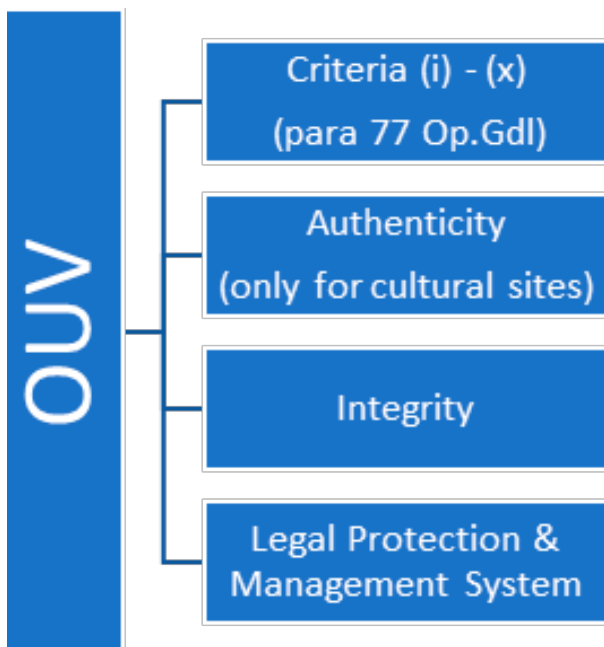 OUV
Criteria (i) - (x)
(para 77 Op.Gdl)
Authenticity
(only for cultural sites)
Integrity
Legal Protection &
Management System